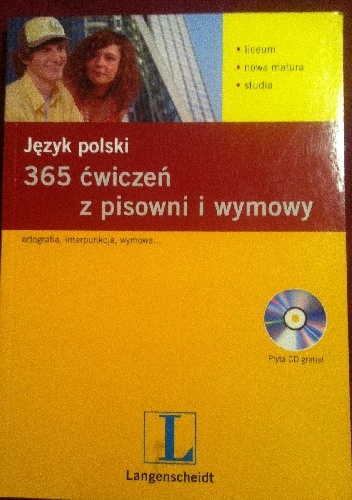 • liceum
• nowa matura
• studia
Język polski
365 ćwiczeń
z pisowni i wymowy
ortografia, interpunkcja, wymowa...
Płyta CD gratis!
L
Langenscheidt